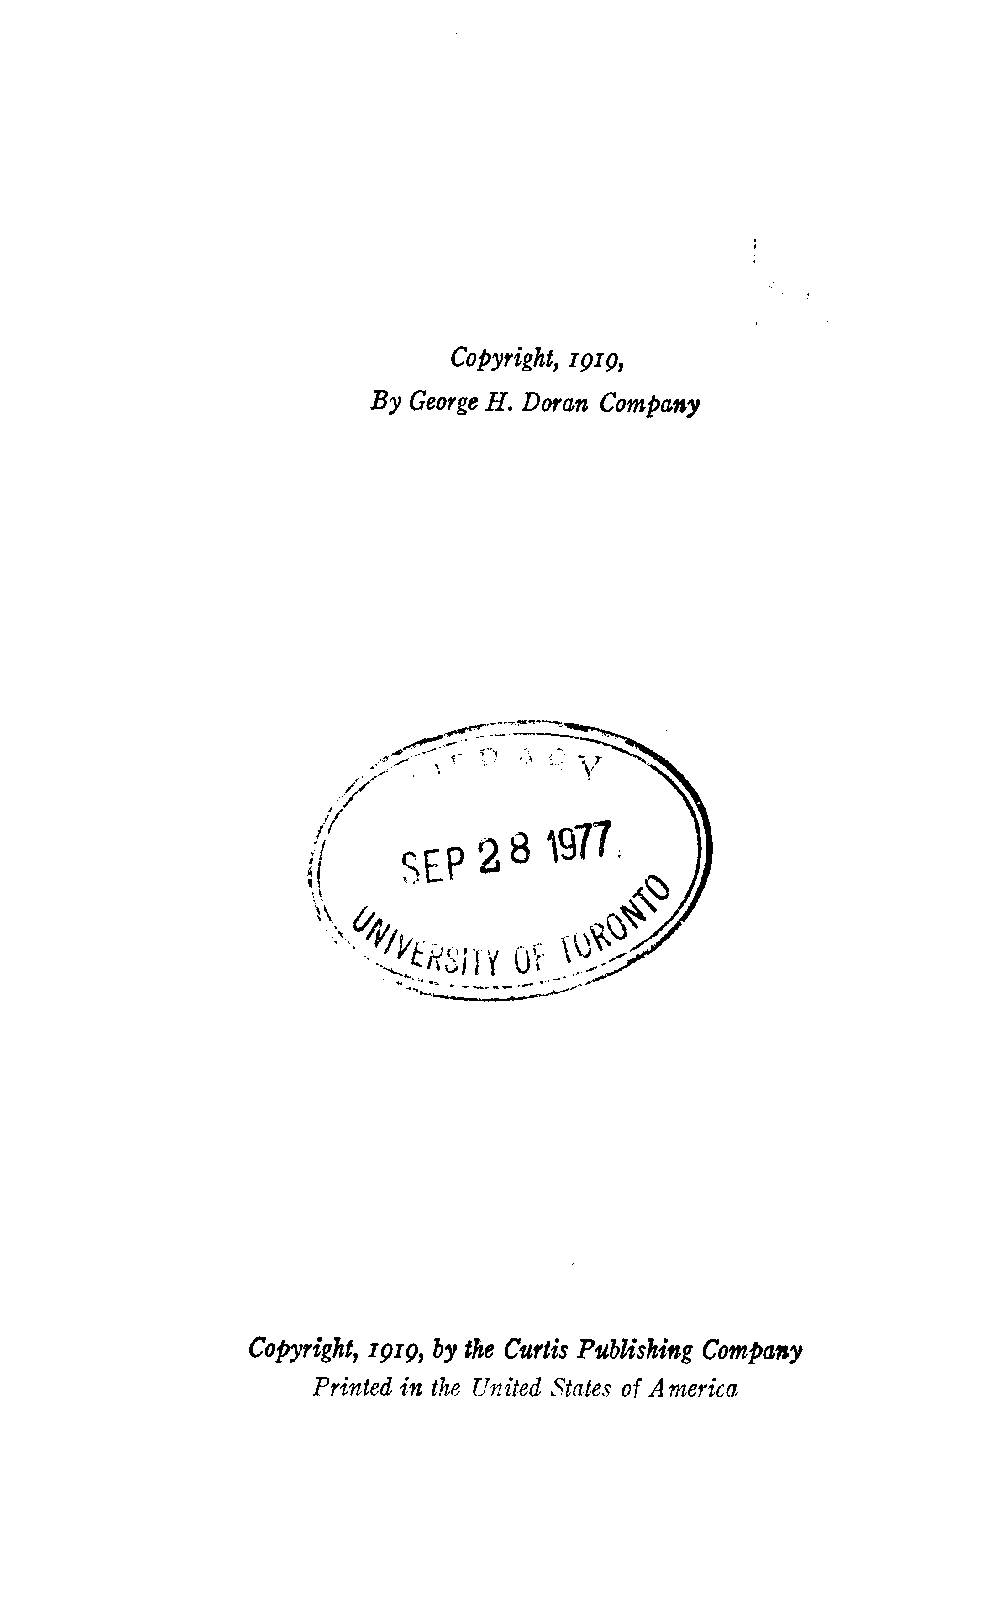 Copyright, 1919,
By George H. Doran Company
LIBRARY
SEP 28 1977
UNIVERSITY OF TORONTO
Copyright, 1919, by the Curtis Publishing Company
Printed in the United States of America